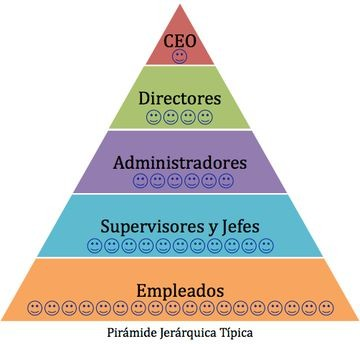 CEO
Directores
Administradores
Supervisores y Jefes
Empleados
Pirámide Jerárquica Típica